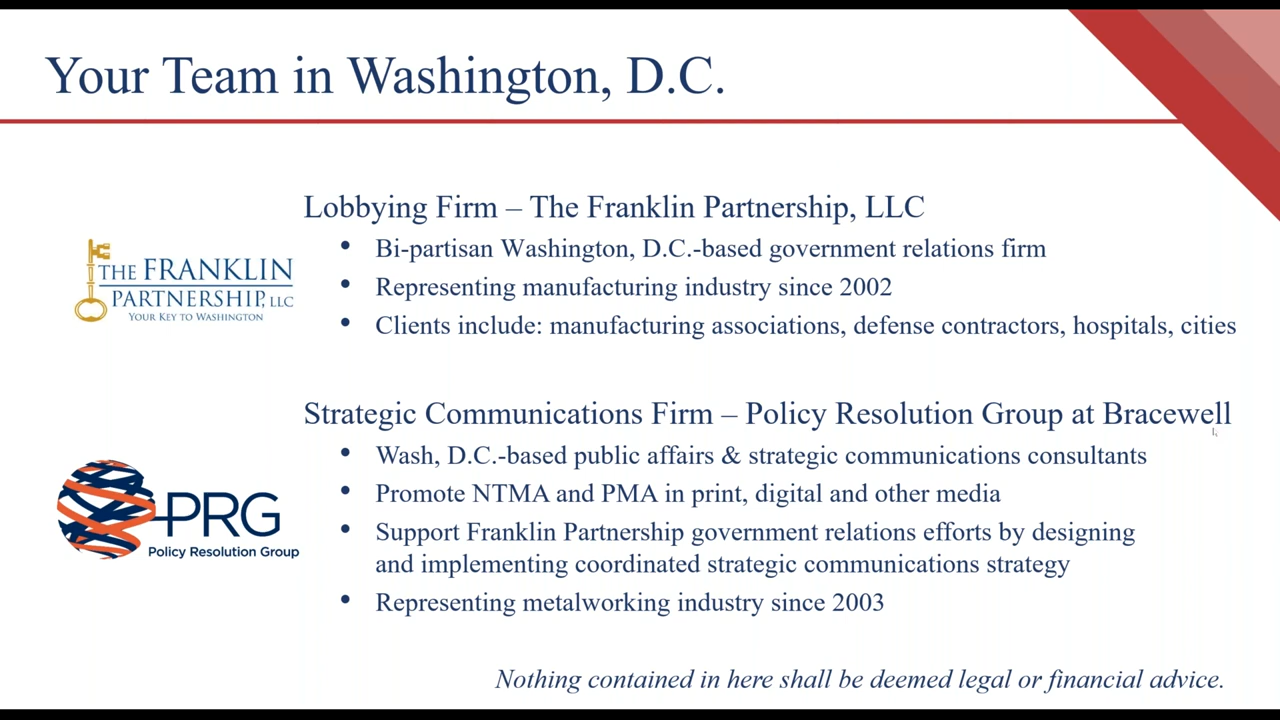 Your Team in Washington, D.C.
Lobbying Firm – The Franklin Partnership, LLC
• Bi-partisan Washington, D.C.-based government relations firm
• Representing manufacturing industry since 2002
• Clients include: manufacturing associations, defense contractors, hospitals, cities
THE FRANKLIN
PARTNERSHIP, LLC
YOUR KEY TO WASHINGTON
Strategic Communications Firm – Policy Resolution Group at Bracewell
• Wash, D.C.-based public affairs & strategic communications consultants
• Promote NTMA and PMA in print, digital and other media
• Support Franklin Partnership government relations efforts by designing
and implementing coordinated strategic communications strategy
• Representing metalworking industry since 2003
PRG
Policy Resolution Group
Nothing contained in here shall be deemed legal or financial advice.